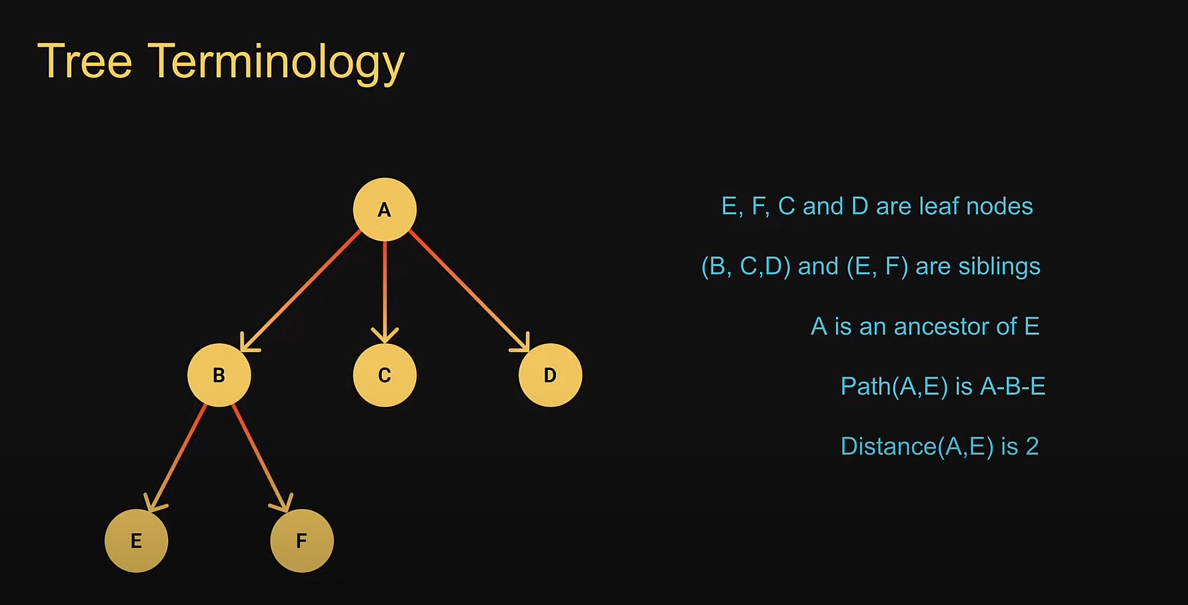 Tree Terminology
A
B
C
D
E
F
E, F, C and D are leaf nodes
(B, C,D) and (E, F) are siblings
A is an ancestor of E
Path(A,E) is A-B-E
Distance(A,E) is 2